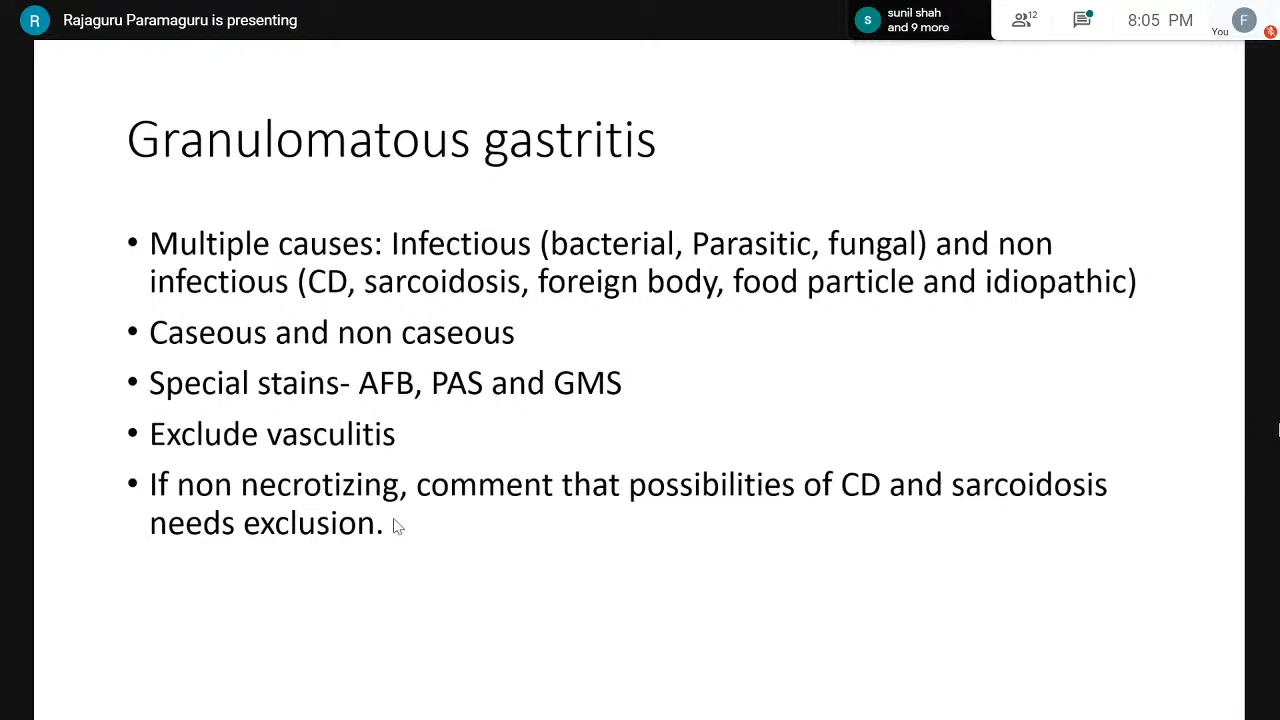 R Rajaguru Paramaguru is presenting
s sunil shah
and 9 more
12
8:05 PM
You
F
Granulomatous gastritis
• Multiple causes: Infectious (bacterial, Parasitic, fungal) and non
infectious (CD, sarcoidosis, foreign body, food particle and idiopathic)
• Caseous and non caseous
• Special stains- AFB, PAS and GMS
• Exclude vasculitis
• If non necrotizing, comment that possibilities of CD and sarcoidosis
needs exclusion.